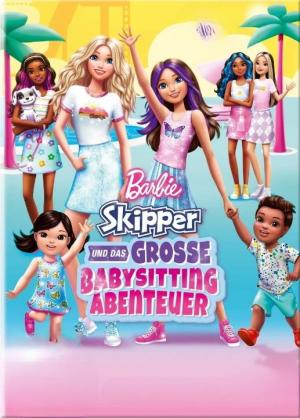 Barbie
Skipper
UND DAS GROSSE
BABYSITTING
ABENTEUER